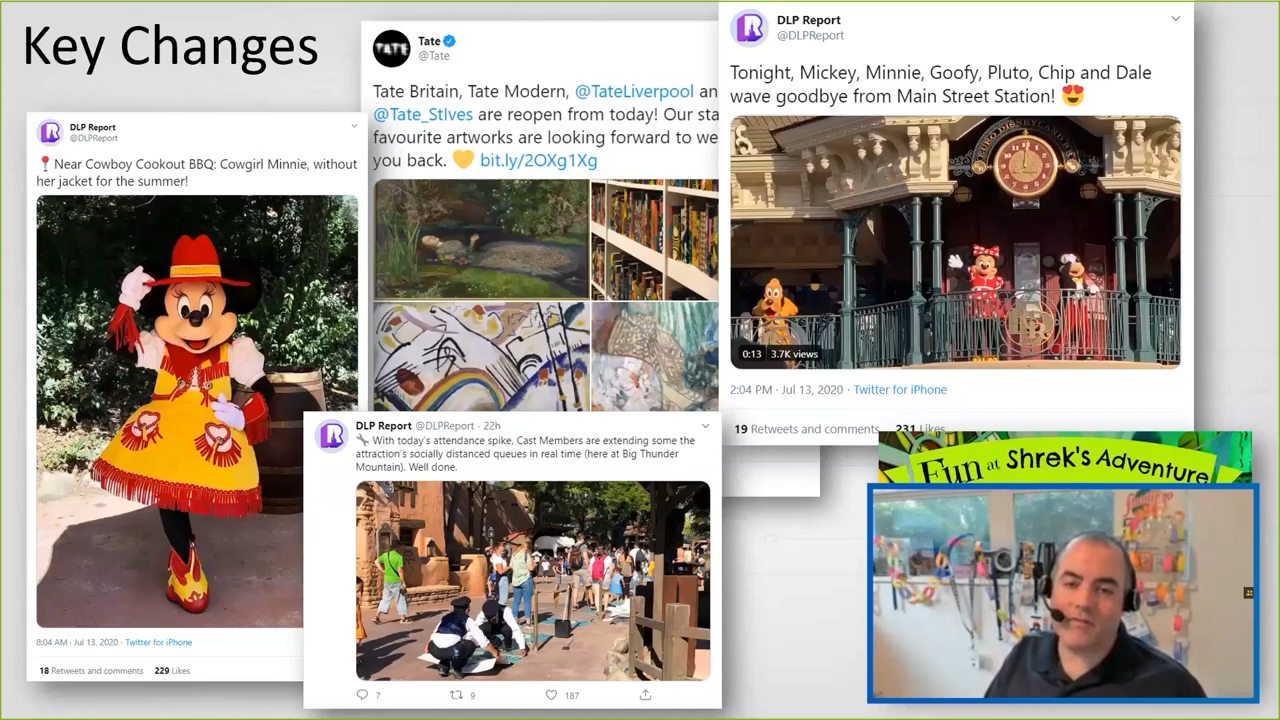 Key Changes
DLP Report
@DLPReport
📍Near Cowboy Cookout BBQ: Cowgirl Minnie, without
her jacket for the summer!
8:04 AM · Jul 13, 2020 · Twitter for iPhone
18 Retweets and comments 229 Likes
TATE
Tate
@Tate
Tate Britain, Tate Modern, @TateLiverpool an
@Tate_StIves are reopen from today! Our sta
favourite artworks are looking forward to we
you back. 💛 bit.ly/2OXg1Xg
DLP Report @DLPReport · 22h
🔧 With today's attendance spike, Cast Members are extending some the
attraction's socially distanced queues in real time (here at Big Thunder
Mountain). Well done.
7 9 187
DLP Report
@DLPReport
Tonight, Mickey, Minnie, Goofy, Pluto, Chip and Dale
wave goodbye from Main Street Station! 😍
0:13 3.7K views
2:04 PM · Jul 13, 2020 · Twitter for iPhone
19 Retweets and comments 231 Likes
Fun at Shrek's Adventure